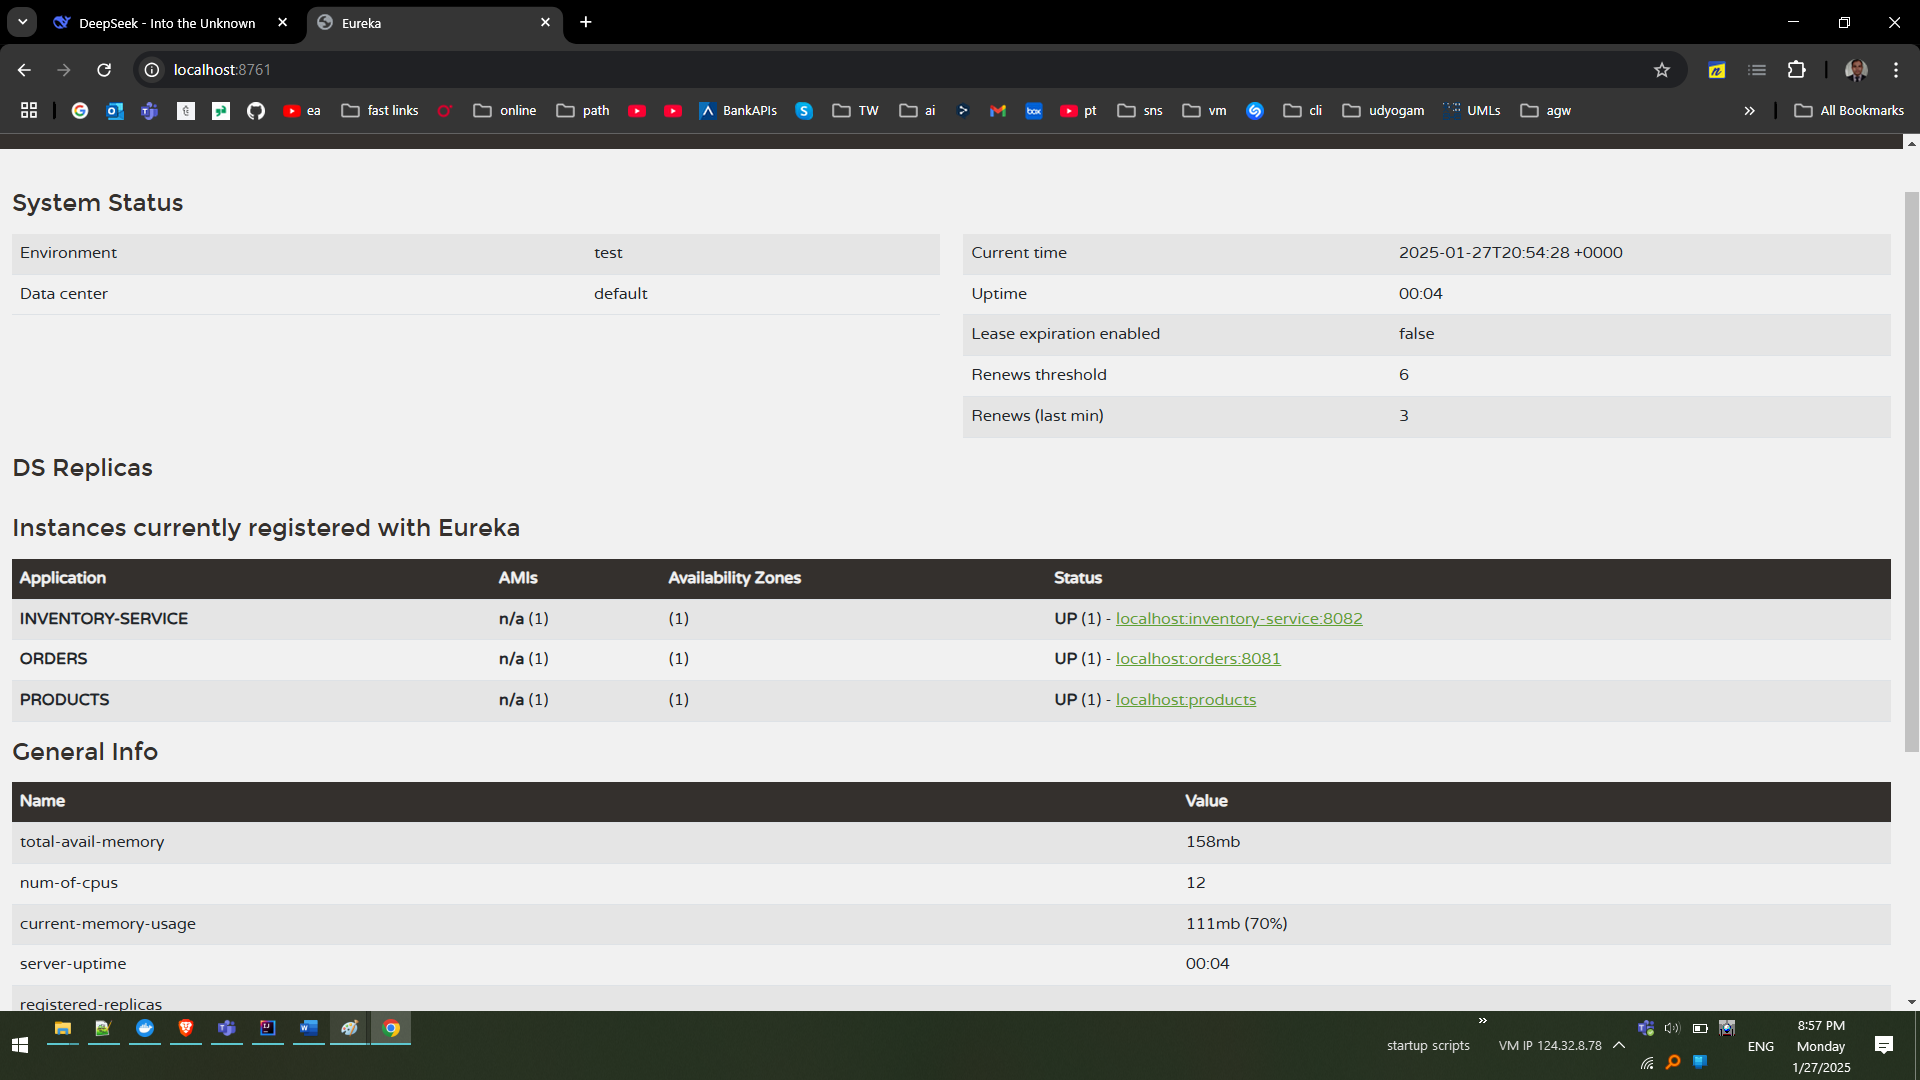 DeepSeek - Into the Unknown
Eureka
localhost:8761
ea
fast links
online
path
BankAPIs
TW
ai
box
pt
sns
vm
cli
udyogam
UMLs
agw
»
All Bookmarks
System Status
Environment test
Data center default
Current time 2025-01-27T20:54:28 +0000
Uptime 00:04
Lease expiration enabled false
Renews threshold 6
Renews (last min) 3
DS Replicas
Instances currently registered with Eureka
Application AMIs Availability Zones Status
INVENTORY-SERVICE n/a (1) (1) UP (1) - localhost:inventory-service:8082
ORDERS n/a (1) (1) UP (1) - localhost:orders:8081
PRODUCTS n/a (1) (1) UP (1) - localhost:products
General Info
Name Value
total-avail-memory 158mb
num-of-cpus 12
current-memory-usage 111mb (70%)
server-uptime 00:04
registered-replicas
startup scripts
»
VM IP 124.32.8.78
ENG
8:57 PM
Monday
1/27/2025